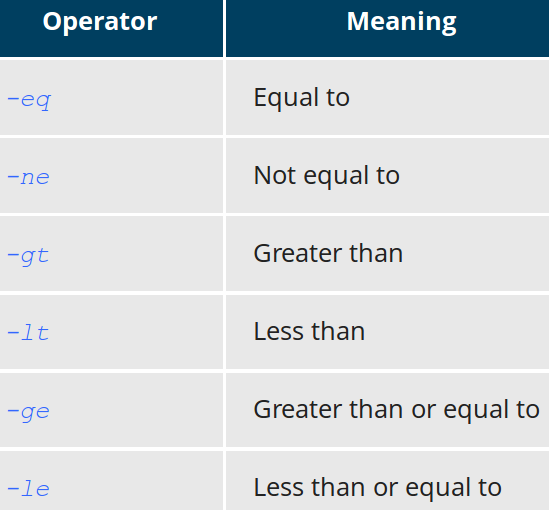 Operator Meaning
-eq Equal to
-ne Not equal to
-gt Greater than
-lt Less than
-ge Greater than or equal to
-le Less than or equal to